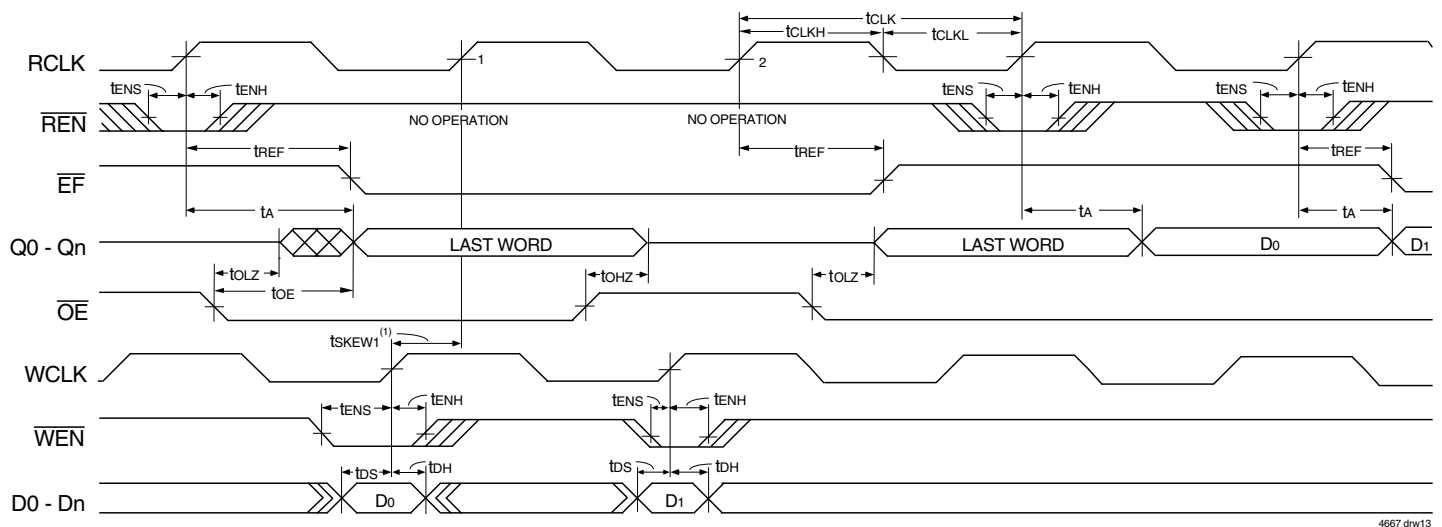 tCLK
tCLKH tCLKL
RCLK 1 2
tENS tENH tENS tENH tENS tENH
REN NO OPERATION NO OPERATION
tREF tREF tREF
EF
tA tA tA
Q0 - Qn LAST WORD LAST WORD D0 D1
tOLZ tOHZ tOLZ
tOE
OE
tSKEW1(1)
WCLK
tENS tENH tENS tENH
WEN
tDS tDH tDS tDH
D0 - Dn D0 D1
4667 drw13